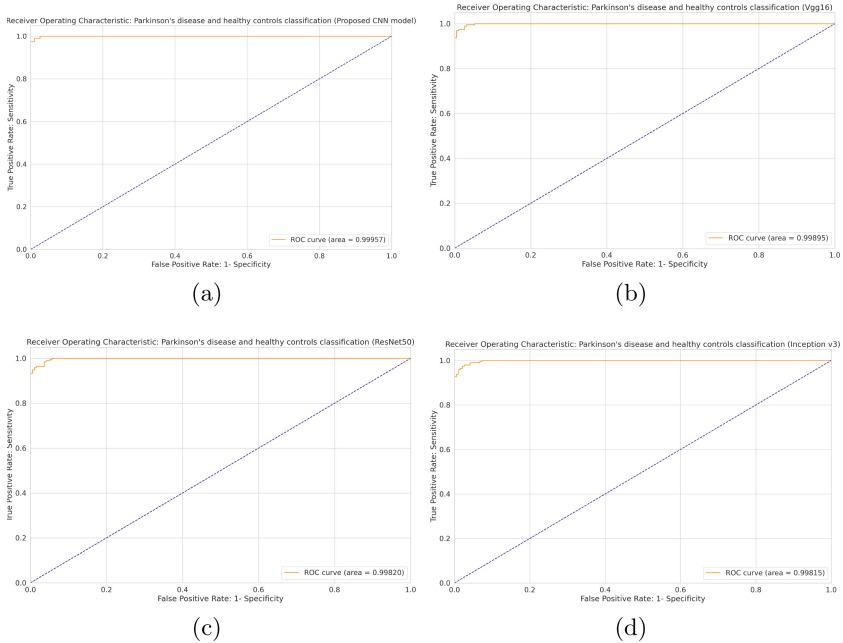 Receiver Operating Characteristic: Parkinson's disease and healthy controls classification (Proposed CNN model)
1.0
0.8
0.6
0.4
0.2
0.0
True Positive Rate: Sensitivity
ROC curve (area = 0.99957)
0.0 0.2 0.4 0.6 0.8 1.0
False Positive Rate: 1- Specificity
(a)
Receiver Operating Characteristic: Parkinson's disease and healthy controls classification (Vgg16)
1.0
0.8
0.6
0.4
0.2
0.0
True Positive Rate: Sensitivity
ROC curve (area = 0.99895)
0.0 0.2 0.4 0.6 0.8 1.0
False Positive Rate: 1- Specificity
(b)
Receiver Operating Characteristic: Parkinson's disease and healthy controls classification (ResNet50)
1.0
0.8
0.6
0.4
0.2
0.0
True Positive Rate: Sensitivity
ROC curve (area = 0.99820)
0.0 0.2 0.4 0.6 0.8 1.0
False Positive Rate: 1- Specificity
(c)
Receiver Operating Characteristic: Parkinson's disease and healthy controls classification (Inception v3)
1.0
0.8
0.6
0.4
0.2
0.0
True Positive Rate: Sensitivity
ROC curve (area = 0.99815)
0.0 0.2 0.4 0.6 0.8 1.0
False Positive Rate: 1- Specificity
(d)